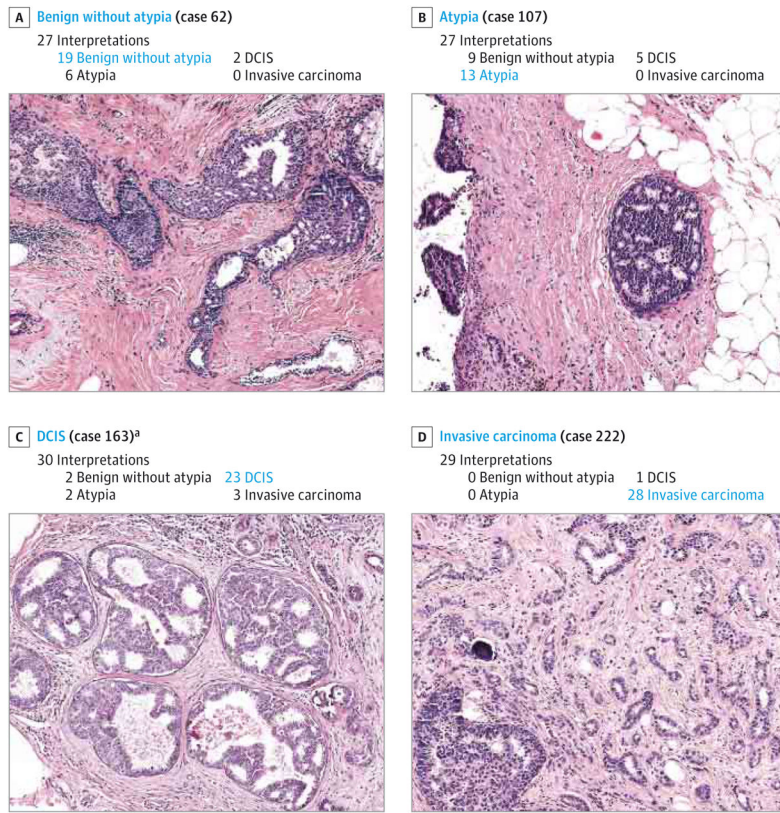 A Benign without atypia (case 62)
27 Interpretations
19 Benign without atypia 2 DCIS
6 Atypia 0 Invasive carcinoma
B Atypia (case 107)
27 Interpretations
9 Benign without atypia 5 DCIS
13 Atypia 0 Invasive carcinoma
C DCIS (case 163)a
30 Interpretations
2 Benign without atypia 23 DCIS
2 Atypia 3 Invasive carcinoma
D Invasive carcinoma (case 222)
29 Interpretations
0 Benign without atypia 1 DCIS
0 Atypia 28 Invasive carcinoma